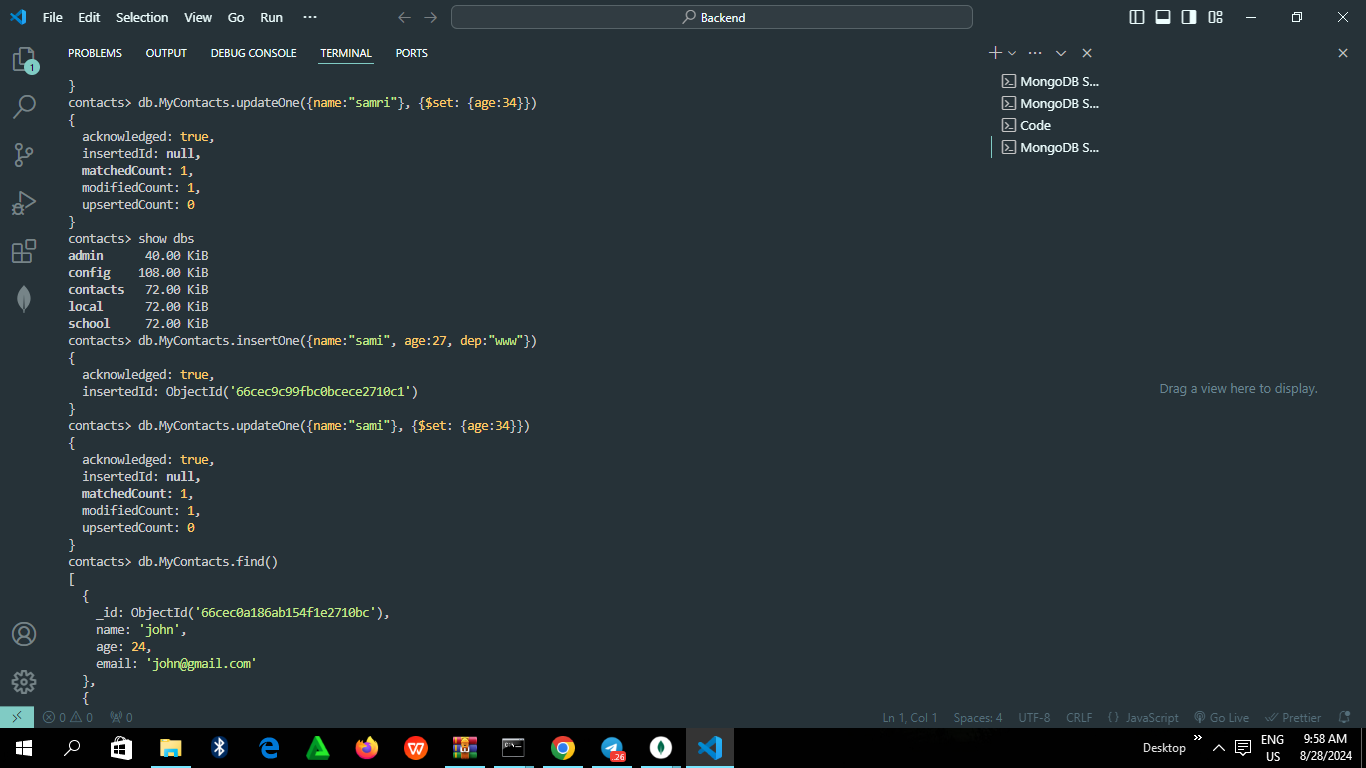 File Edit Selection View Go Run ··· Backend
PROBLEMS OUTPUT DEBUG CONSOLE TERMINAL PORTS
1
}
contacts> db.MyContacts.updateOne({name:"samri"}, {$set: {age:34}})
{
acknowledged: true,
insertedId: null,
matchedCount: 1,
modifiedCount: 1,
upsertedCount: 0
}
contacts> show dbs
admin 40.00 KiB
config 108.00 KiB
contacts 72.00 KiB
local 72.00 KiB
school 72.00 KiB
contacts> db.MyContacts.insertOne({name:"sami", age:27, dep:"www"})
{
acknowledged: true,
insertedId: ObjectId('66cec9c99fbc0bcece2710c1')
}
contacts> db.MyContacts.updateOne({name:"sami"}, {$set: {age:34}})
{
acknowledged: true,
insertedId: null,
matchedCount: 1,
modifiedCount: 1,
upsertedCount: 0
}
contacts> db.MyContacts.find()
[
{
_id: ObjectId('66cec0a186ab154f1e2710bc'),
name: 'john',
age: 24,
email: 'john@gmail.com'
},
{
MongoDB S...
MongoDB S...
Code
MongoDB S...
Drag a view here to display.
0 0 0 Ln 1, Col 1 Spaces: 4 UTF-8 CRLF {} JavaScript Go Live Prettier
26
Desktop
ENG
US
9:58 AM
8/28/2024